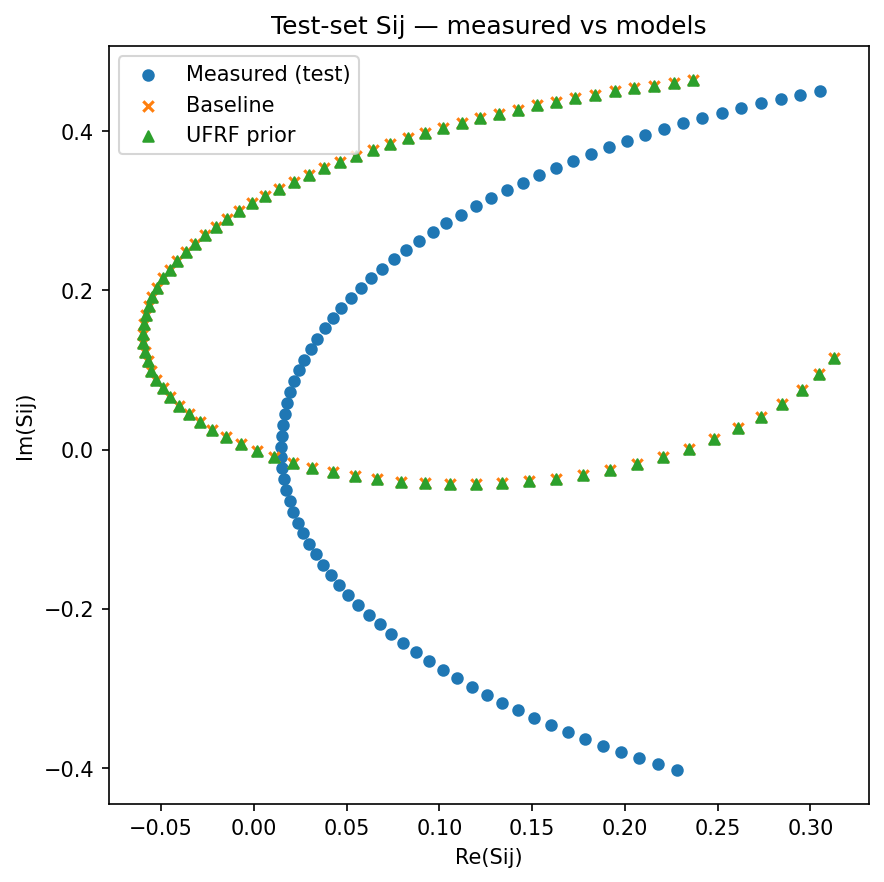 Test-set Sij — measured vs models
Measured (test)
Baseline
UFRF prior
Im(Sij)
0.4
0.2
0.0
−0.2
−0.4
−0.05
0.00
0.05
0.10
0.15
0.20
0.25
0.30
Re(Sij)